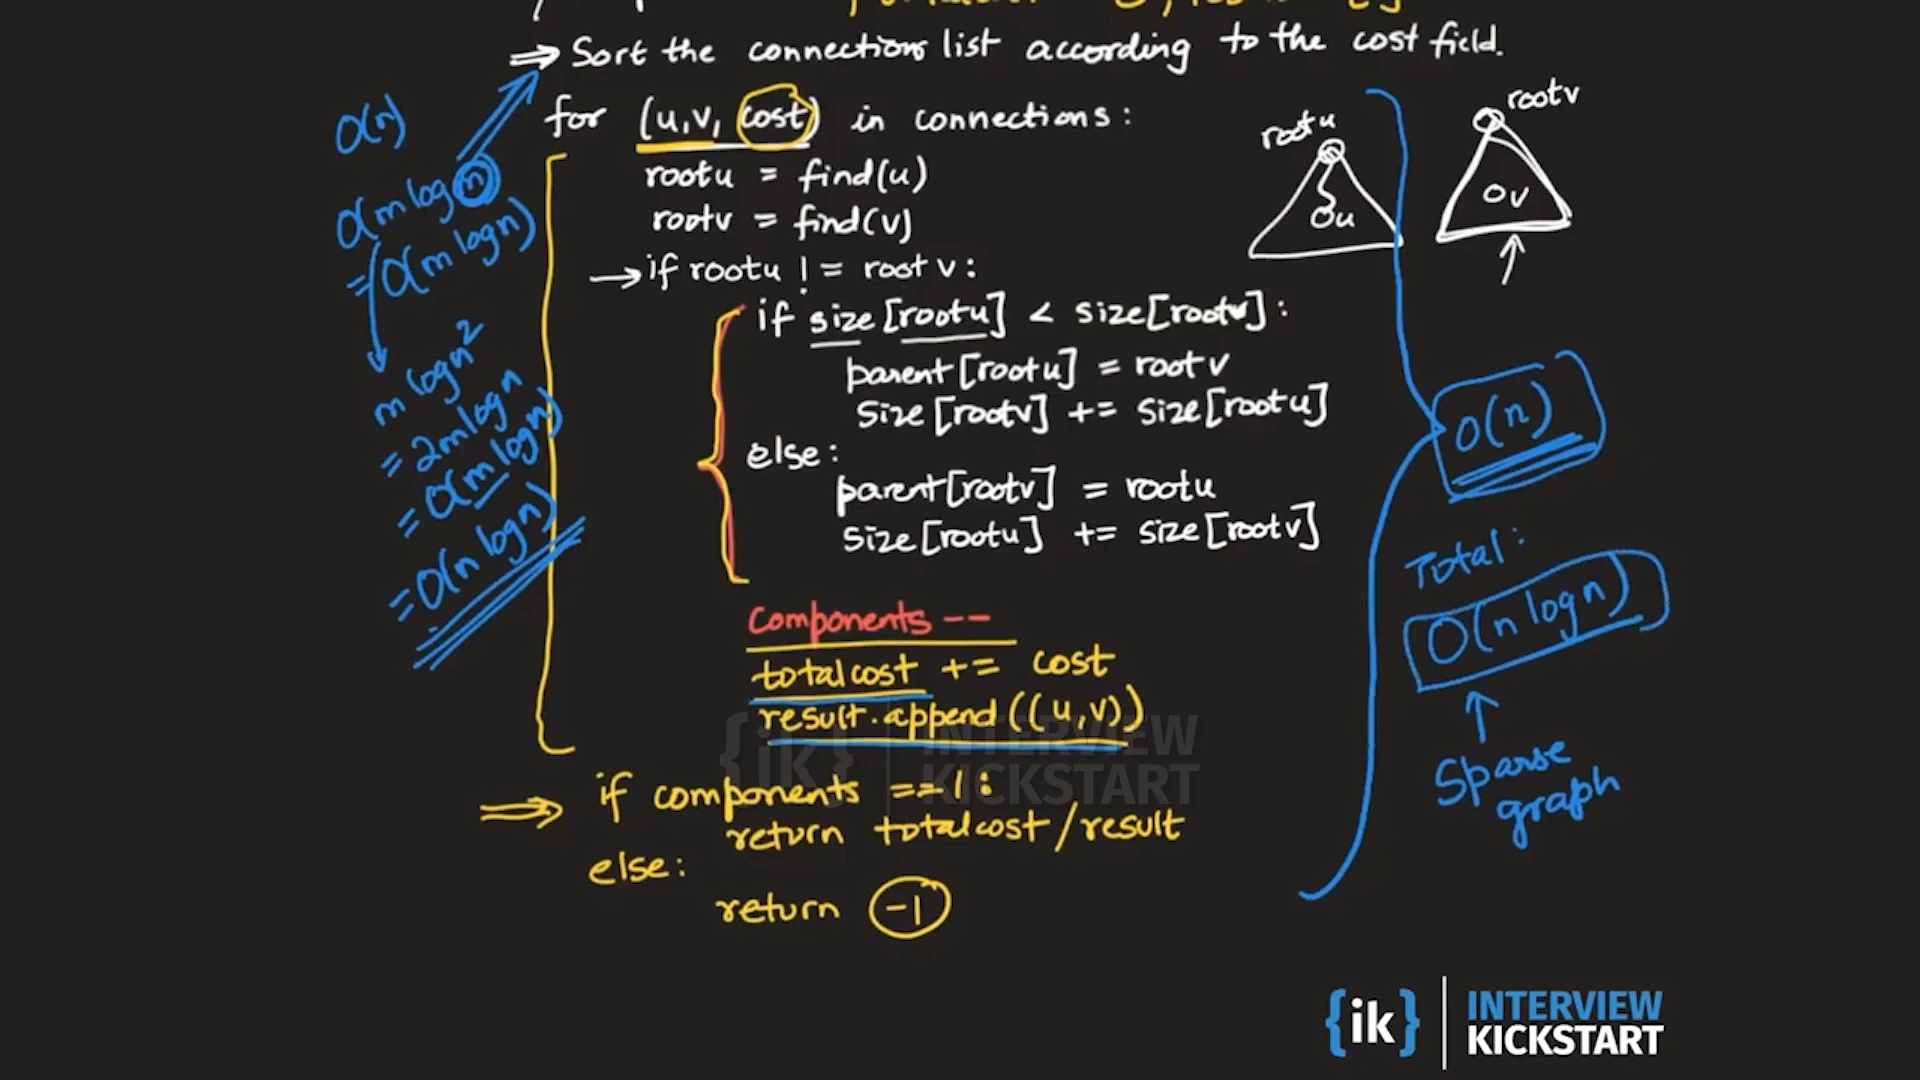 ⇒ Sort the connections list according to the cost field.
for (u,v, cost) in connections:
rootu = find(u)
rootv = find(v)
→ if rootu != rootv:
if size[rootu] < size[rootv]:
parent[rootu] = rootv
size[rootv] += size[rootu]
else:
parent[rootv] = rootu
size[rootu] += size[rootv]
components --
totalcost += cost
result.append((u,v))
⇒ if components ==1:
return totalcost/result
else:
return -1
O(n)
O(m log m)
= O(m log n)
m log n²
= 2m log n
= O(m log n)
= O(n log n)
rootu
u
rootv
v
O(n)
Total:
O(n log n)
Sparse
graph
{ik} INTERVIEW
KICKSTART
{ik} INTERVIEW
KICKSTART